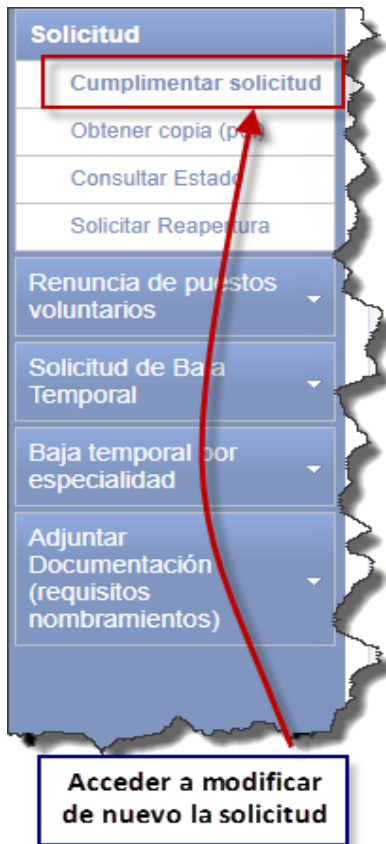 Solicitud
Cumplimentar solicitud
Obtener copia (pdf)
Consultar Estado
Solicitar Reapertura
Renuncia de puestos
voluntarios
Solicitud de Baja
Temporal
Baja temporal por
especialidad
Adjuntar
Documentación
(requisitos
nombramientos)
Acceder a modificar
de nuevo la solicitud